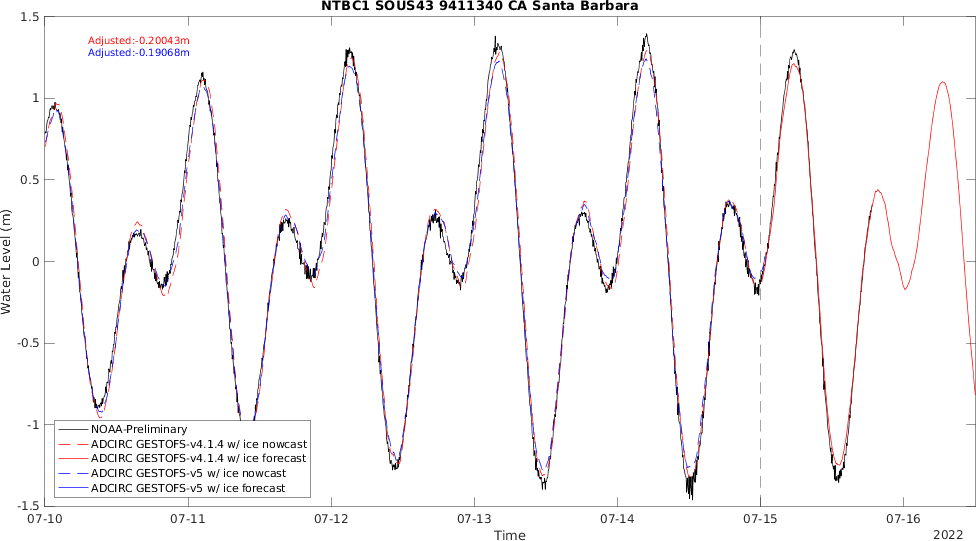 NTBC1 SOUS43 9411340 CA Santa Barbara
Adjusted:-0.20043m
Adjusted:-0.19068m
1.5
1
0.5
0
-0.5
-1
-1.5
Water Level (m)
NOAA-Preliminary
ADCIRC GESTOFS-v4.1.4 w/ ice nowcast
ADCIRC GESTOFS-v4.1.4 w/ ice forecast
ADCIRC GESTOFS-v5 w/ ice nowcast
ADCIRC GESTOFS-v5 w/ ice forecast
07-10 07-11 07-12 07-13 07-14 07-15 07-16
Time
2022